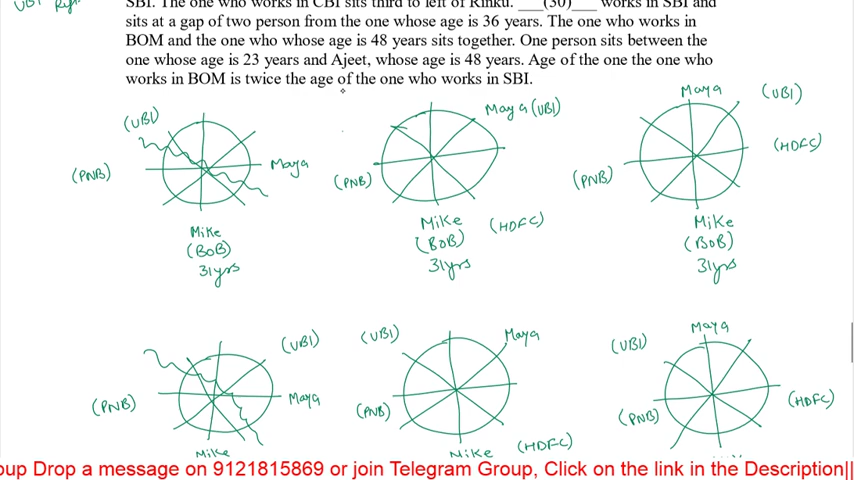 UBI Rig
SBI. The one who works in CBI sits third to left of Rinku. ___(30)___ works in SBI and
sits at a gap of two person from the one whose age is 36 years. The one who works in
BOM and the one who whose age is 48 years sit together. One person sits between the
one whose age is 23 years and Ajeet, whose age is 48 years. Age of the one the one who
works in BOM is twice the age of the one who works in SBI.
(UBI)
(PNB)
Maya
Mike
(BoB)
31yrs
Maya (UBI)
(PNB)
Mike (HDFC)
(BoB)
31yrs
Maya (UBI)
(HDFC)
(PNB)
Mike
(BoB)
31yrs
(UBI)
(PNB)
Maya
Mike
(UBI) Maya
(PNB)
Mike (HDFC)
Maya
(UBI)
(HDFC)
(PNB)
oup Drop a message on 9121815869 or join Telegram Group, Click on the link in the Description||